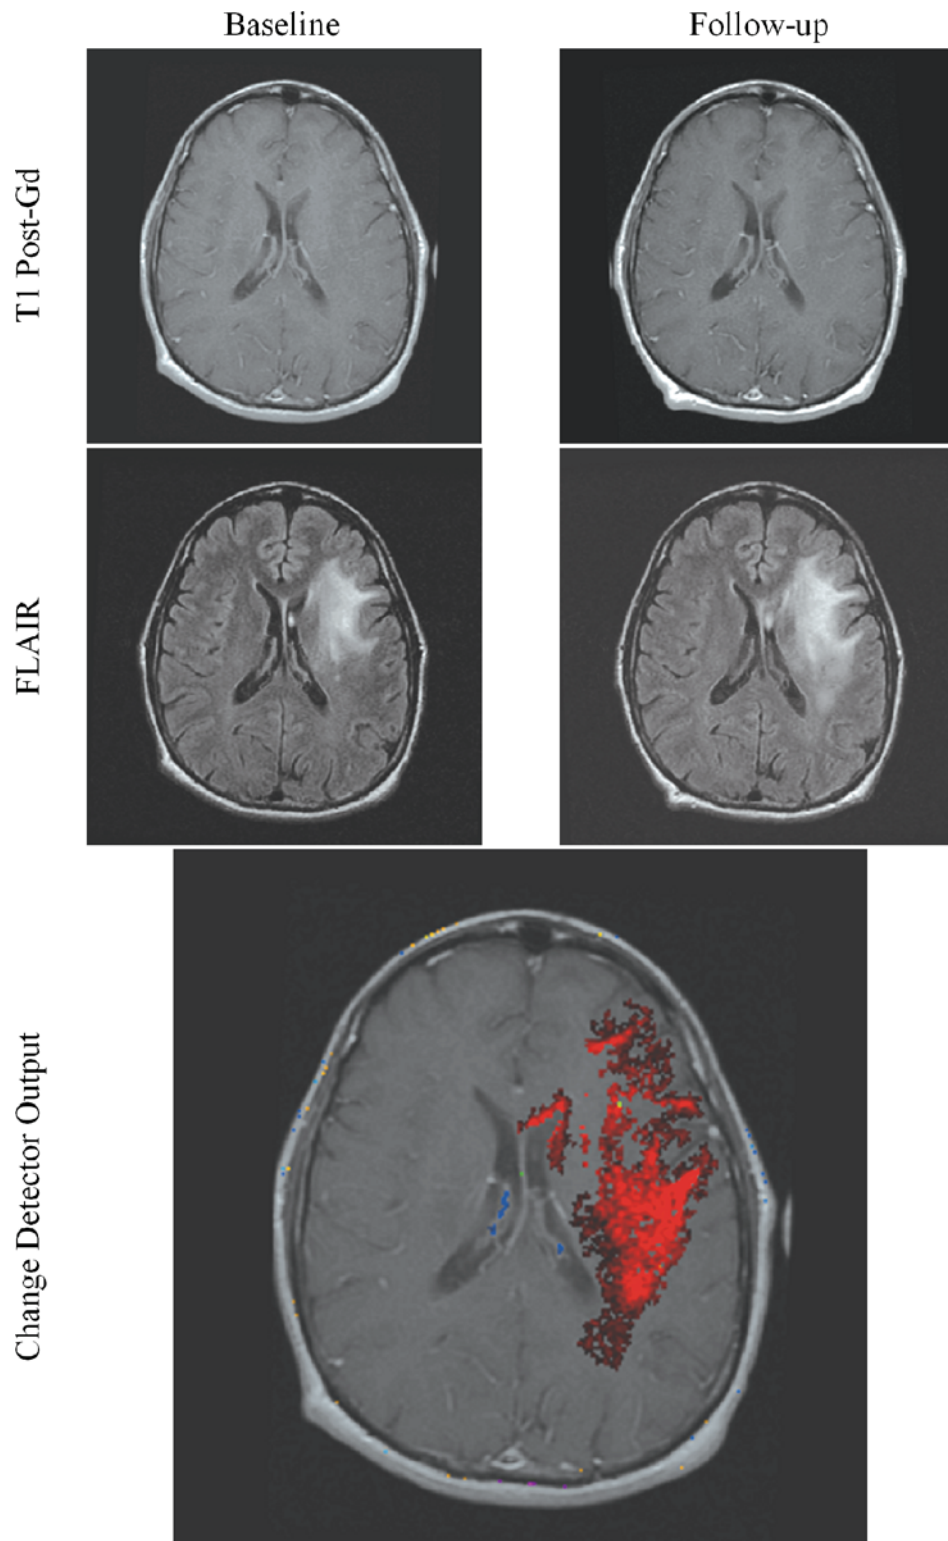 Baseline
Follow-up
T1 Post-Gd
FLAIR
Change Detector Output